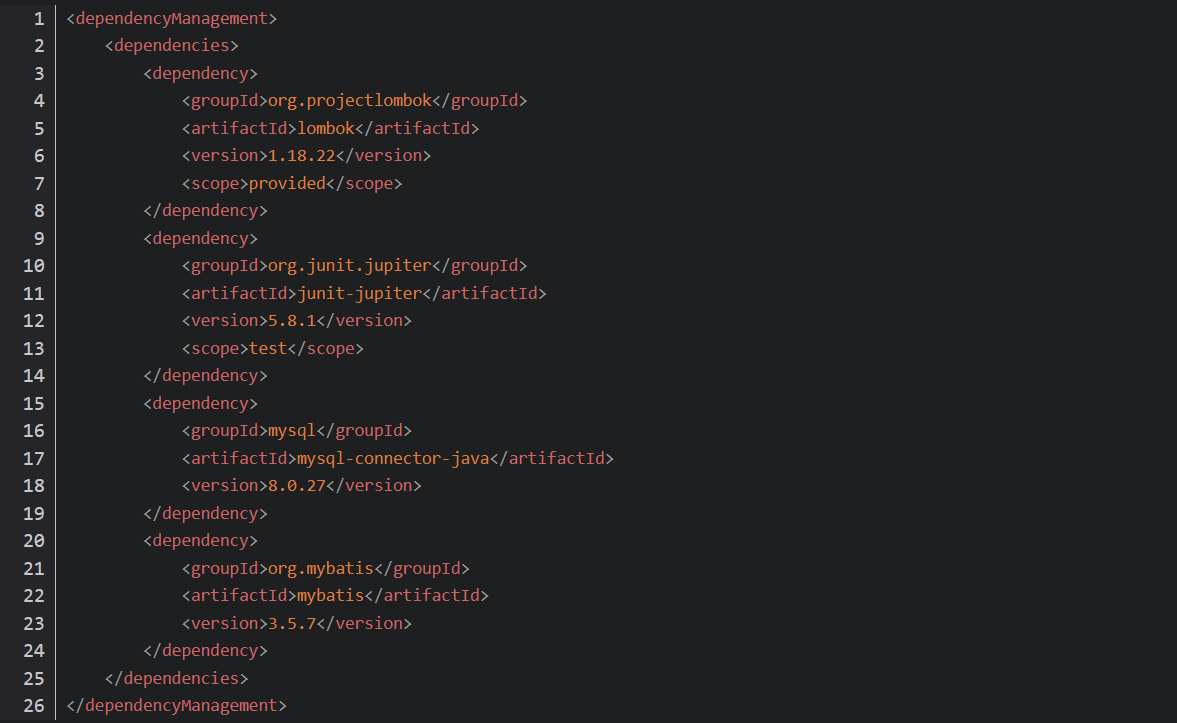 1 <dependencyManagement>
2     <dependencies>
3         <dependency>
4             <groupId>org.projectlombok</groupId>
5             <artifactId>lombok</artifactId>
6             <version>1.18.22</version>
7             <scope>provided</scope>
8         </dependency>
9         <dependency>
10             <groupId>org.junit.jupiter</groupId>
11             <artifactId>junit-jupiter</artifactId>
12             <version>5.8.1</version>
13             <scope>test</scope>
14         </dependency>
15         <dependency>
16             <groupId>mysql</groupId>
17             <artifactId>mysql-connector-java</artifactId>
18             <version>8.0.27</version>
19         </dependency>
20         <dependency>
21             <groupId>org.mybatis</groupId>
22             <artifactId>mybatis</artifactId>
23             <version>3.5.7</version>
24         </dependency>
25     </dependencies>
26 </dependencyManagement>